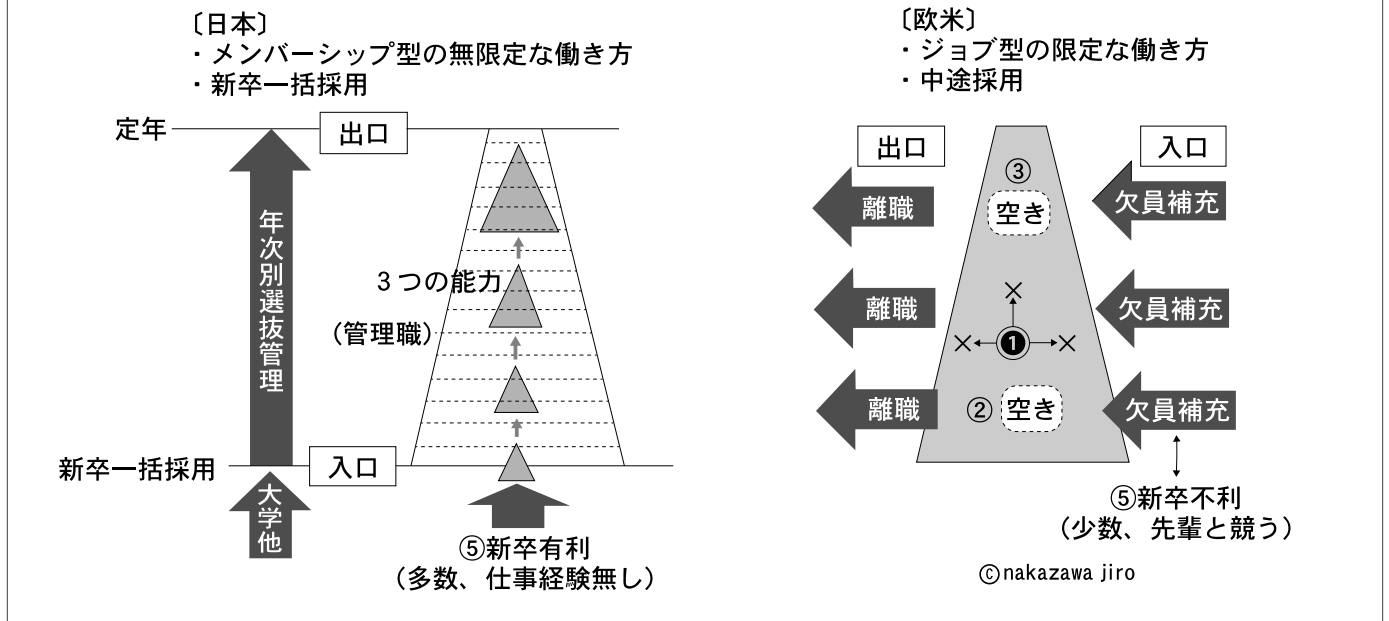 〔日本〕
・メンバーシップ型の無限定な働き方
・新卒一括採用
定年
出口
年次別選抜管理
3つの能力
（管理職）
新卒一括採用
入口
大学他
⑤新卒有利
（多数、仕事経験無し）
〔欧米〕
・ジョブ型の限定な働き方
・中途採用
出口
入口
③
離職
空き
欠員補充
離職
欠員補充
×
×
❶
×
離職
②
空き
欠員補充
⑤新卒不利
（少数、先輩と競う）
©nakazawa jiro